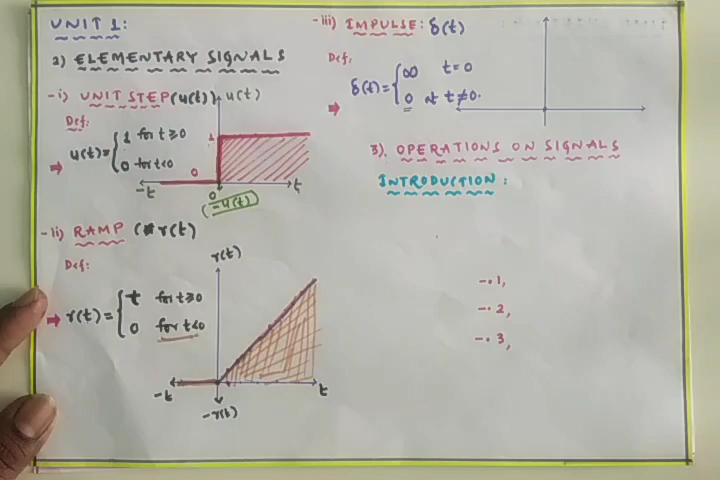 UNIT 1:
2) ELEMENTARY SIGNALS
-i) UNIT STEP (u(t)) u(t)
Def:
u(t)= { 1 for t≥0
0 for t<0
1
0
-t 0 t
-u(t)
-ii) RAMP r(t)
Def:
r(t)
r(t)= { t for t≥0
0 for t<0
-t t
-r(t)
-iii) IMPULSE: δ(t)
Def,
δ(t)= { ∞ t=0
0 at t≠0.
3). OPERATIONS ON SIGNALS
INTRODUCTION:
-.1,
-.2,
-.3,